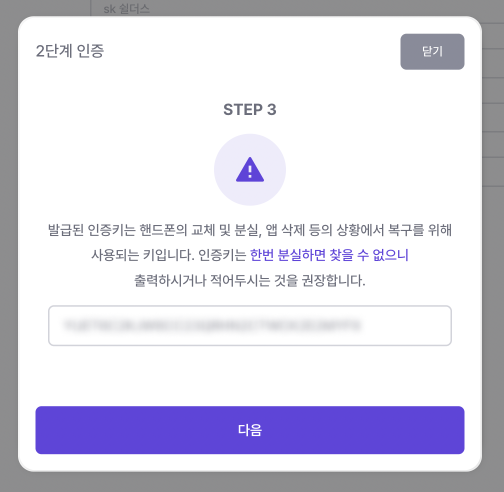 sk 쉴더스
2단계 인증
닫기
STEP 3
발급된 인증키는 핸드폰의 교체 및 분실, 앱 삭제 등의 상황에서 복구를 위해
사용되는 키입니다. 인증키는 한번 분실하면 찾을 수 없으니
출력하시거나 적어두시는 것을 권장합니다.
다음